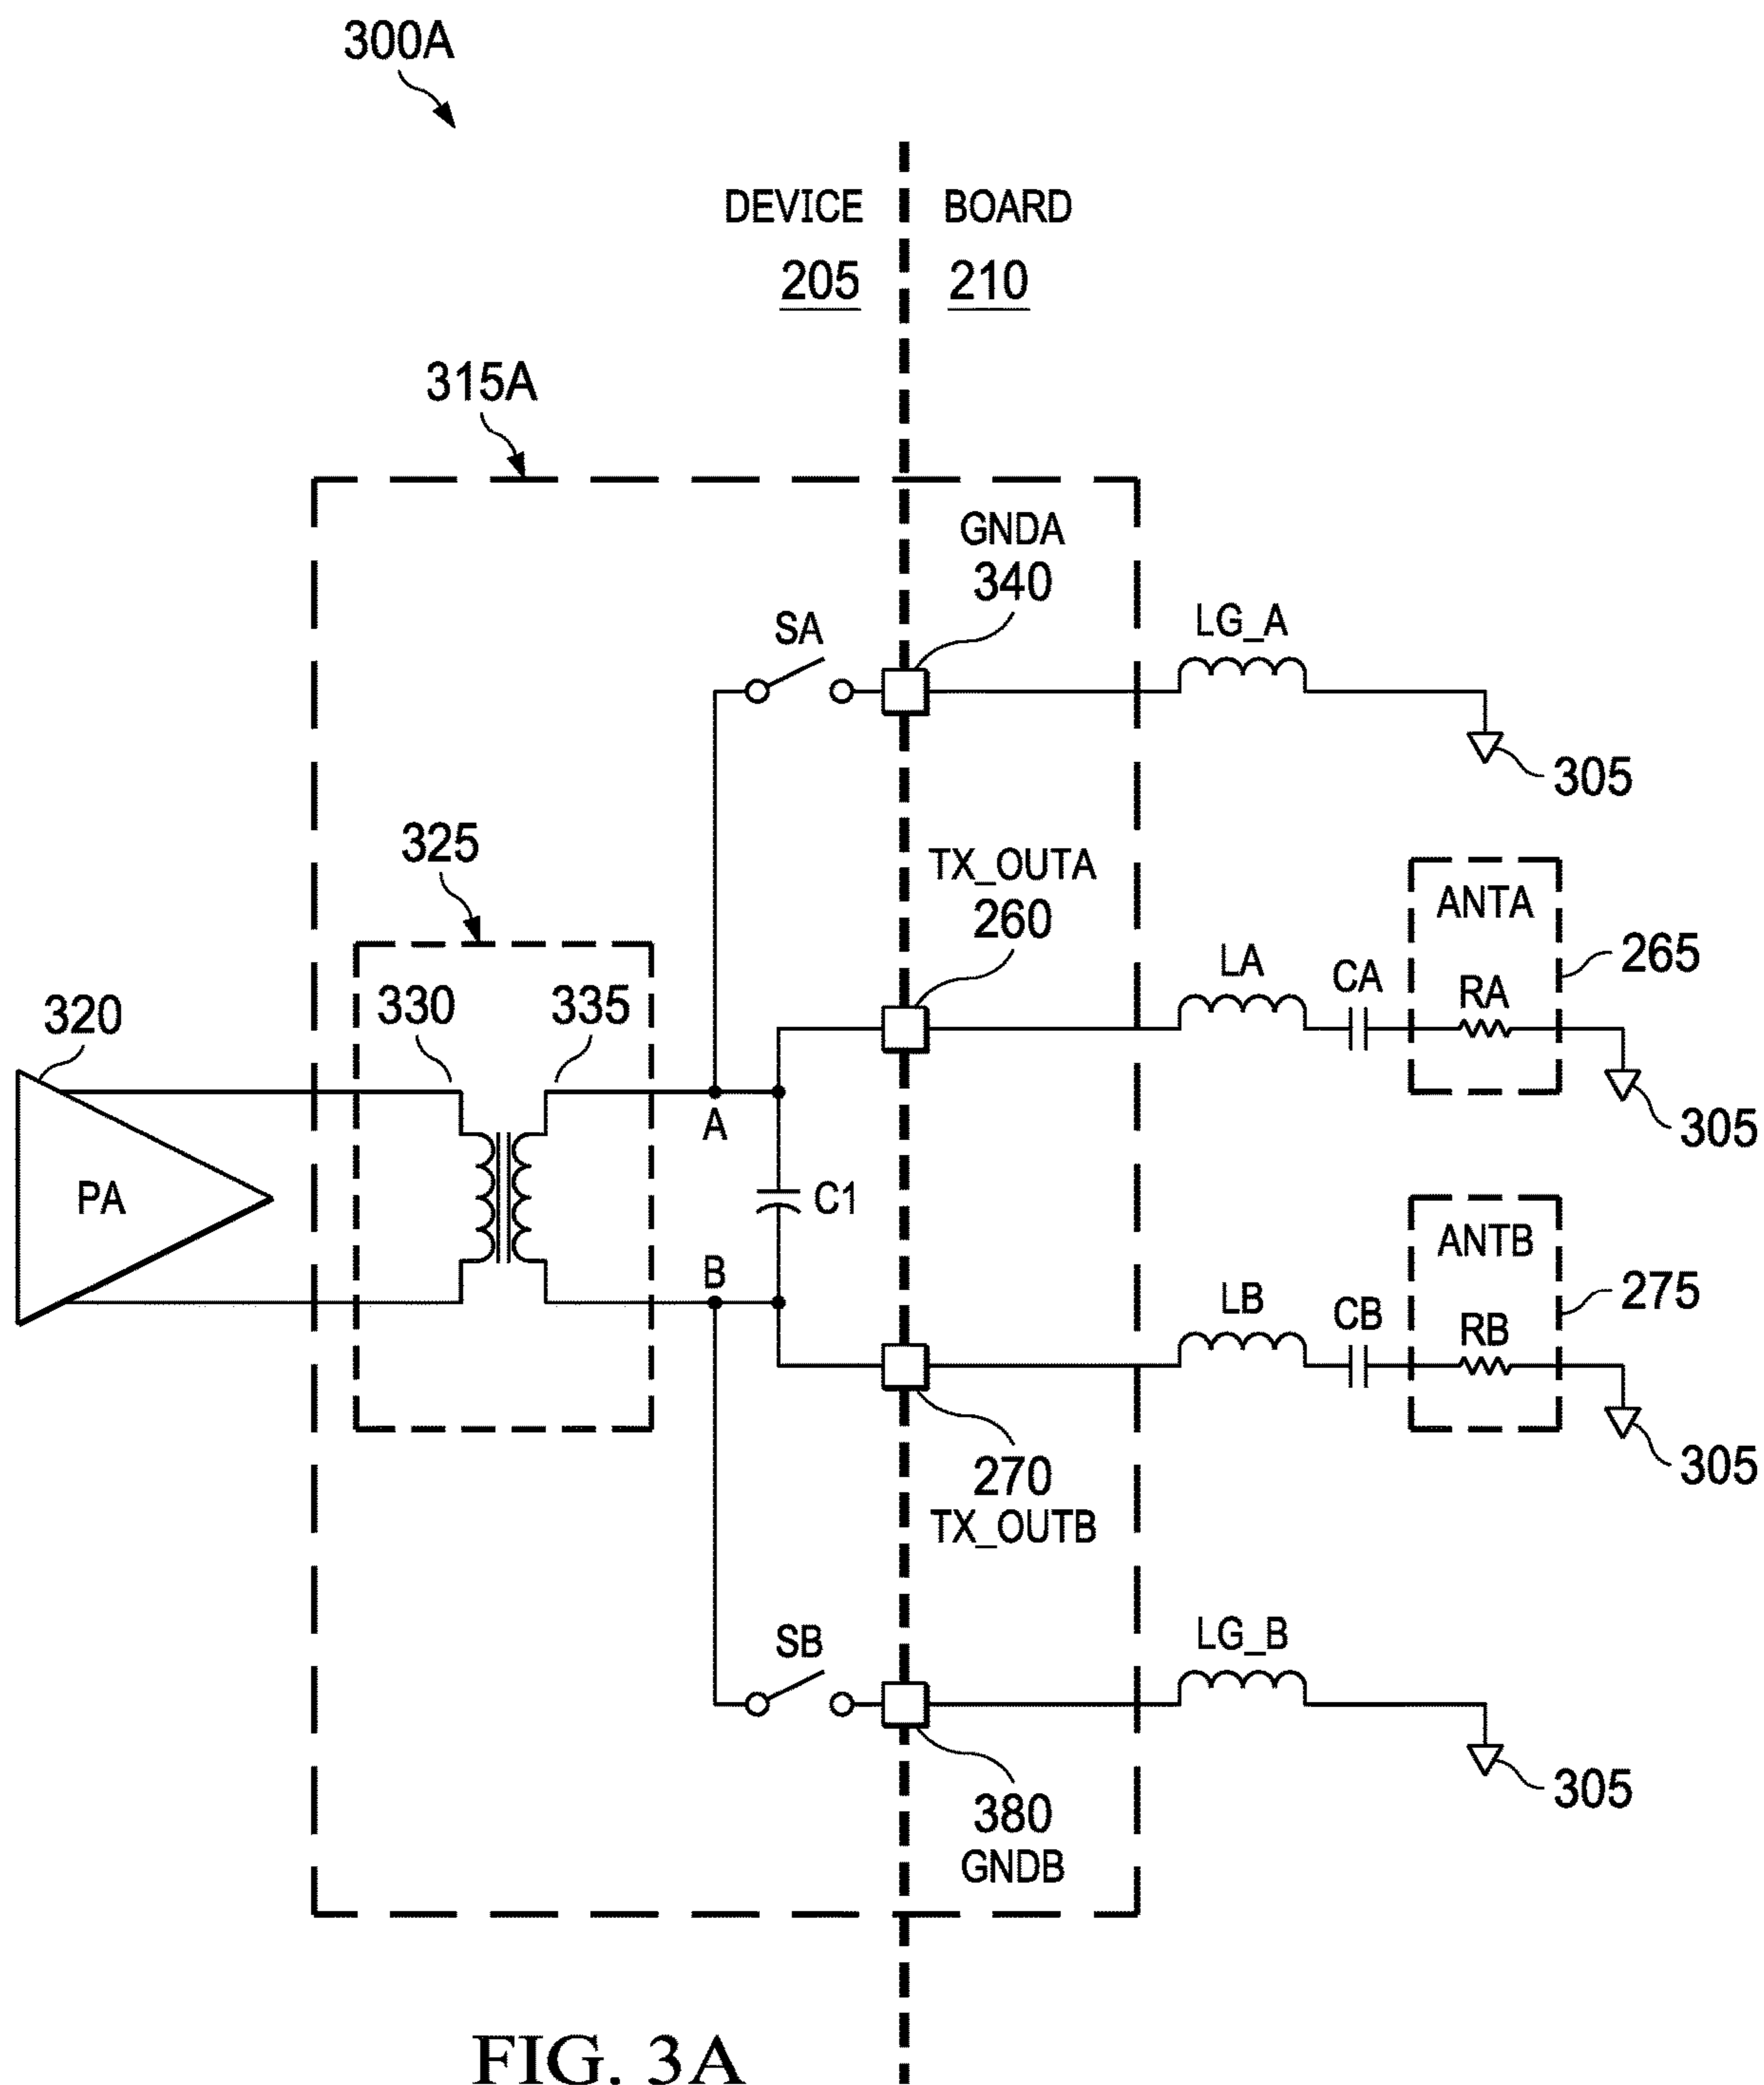 300A
DEVICE
BOARD
205
210
315A
GNDA
340
SA
LG_A
305
325
TX_OUTA
260
ANTA
265
330
335
LA
CA
RA
320
A
305
PA
C1
ANTB
B
LB
CB
RB
275
270
TX_OUTB
305
SB
LG_B
380
GNDB
305
FIG. 3A